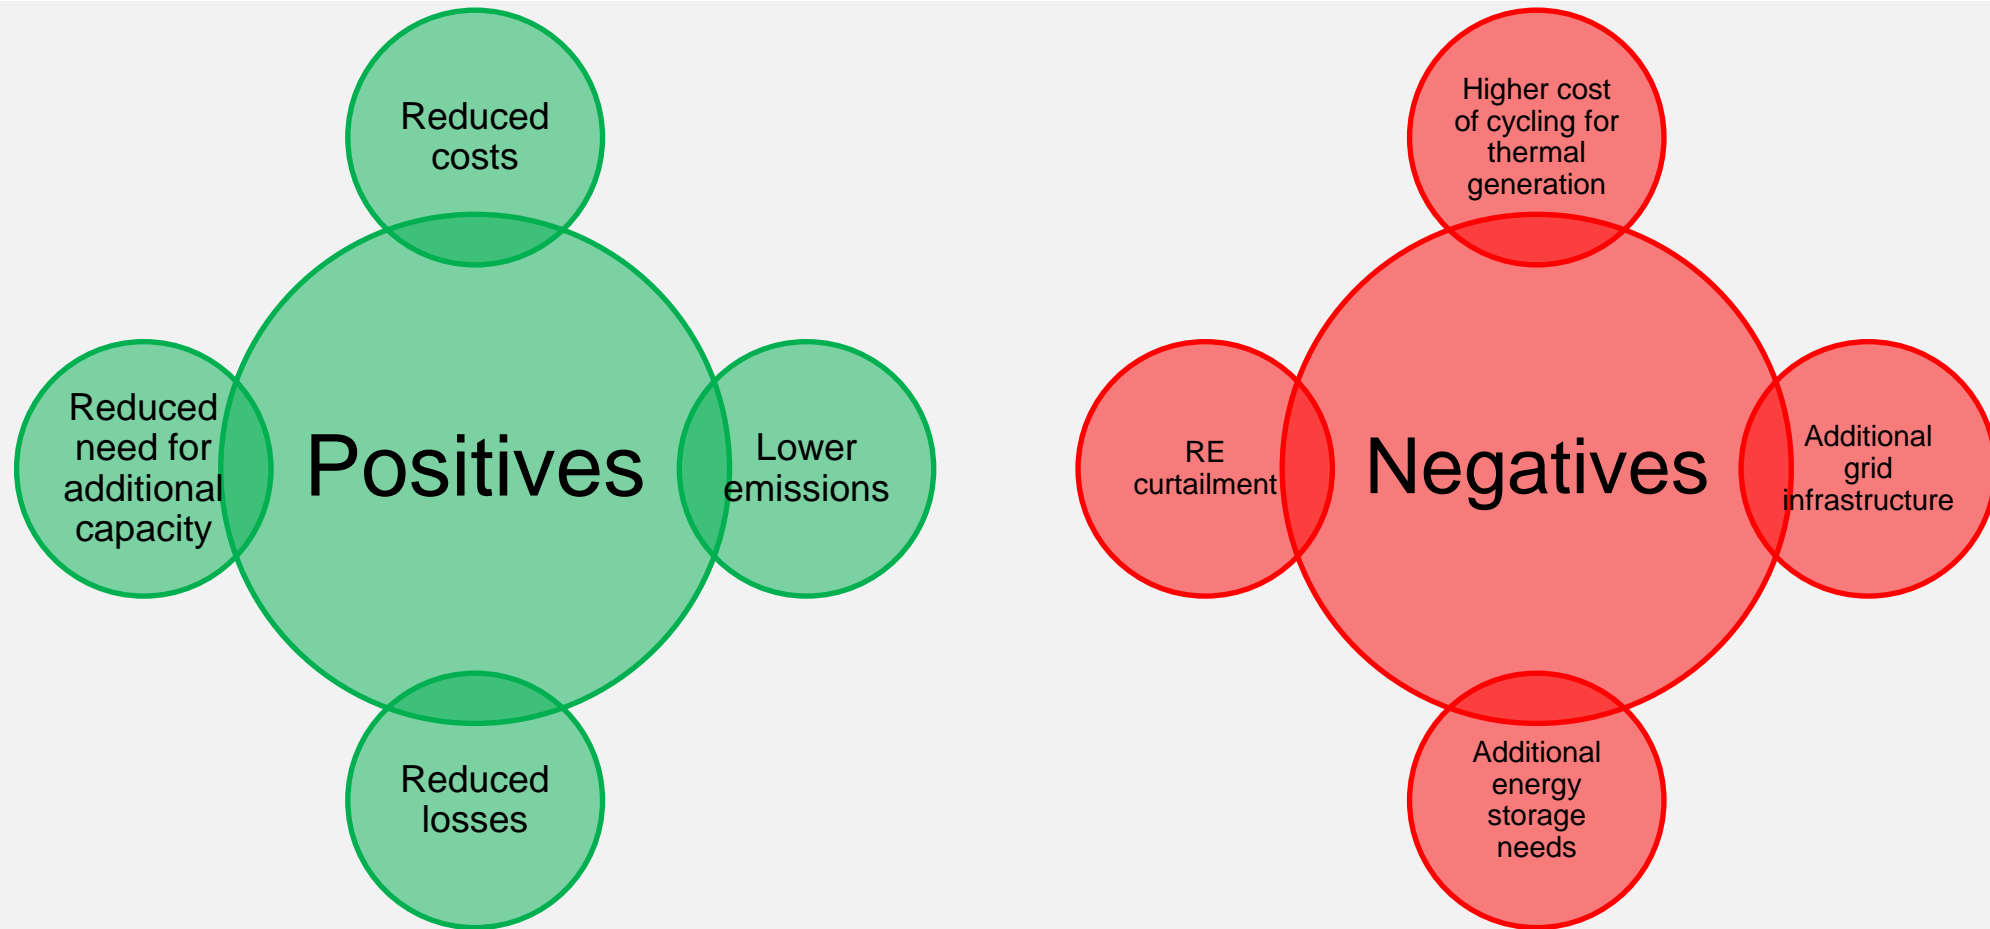 Reduced
costs
Reduced
need for
additional
capacity
Positives
Lower
emissions
Reduced
losses
Higher cost
of cycling for
thermal
generation
RE
curtailment
Negatives
Additional
grid
infrastructure
Additional
energy
storage
needs